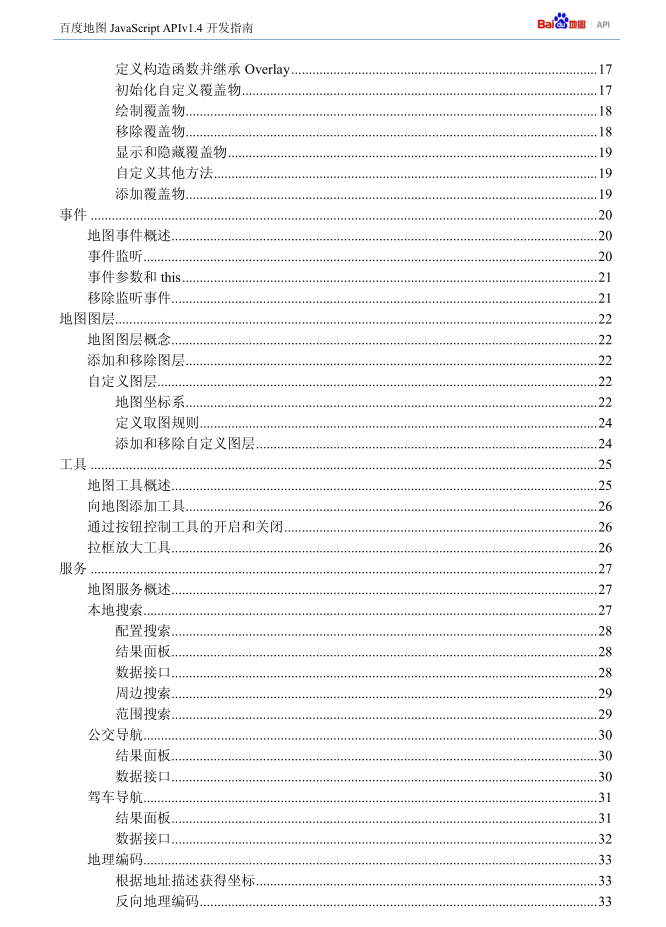 百度地图 JavaScript APIv1.4 开发指南
Bai du 地图 | API
定义构造函数并继承 Overlay 17
初始化自定义覆盖物 17
绘制覆盖物 18
移除覆盖物 18
显示和隐藏覆盖物 19
自定义其他方法 19
添加覆盖物 19
事件 20
地图事件概述 20
事件监听 20
事件参数和 this 21
移除监听事件 21
地图图层 22
地图图层概念 22
添加和移除图层 22
自定义图层 22
地图坐标系 22
定义取图规则 24
添加和移除自定义图层 24
工具 25
地图工具概述 25
向地图添加工具 26
通过按钮控制工具的开启和关闭 26
拉框放大工具 26
服务 27
地图服务概述 27
本地搜索 27
配置搜索 28
结果面板 28
数据接口 28
周边搜索 29
范围搜索 29
公交导航 30
结果面板 30
数据接口 30
驾车导航 31
结果面板 31
数据接口 32
地理编码 33
根据地址描述获得坐标 33
反向地理编码 33